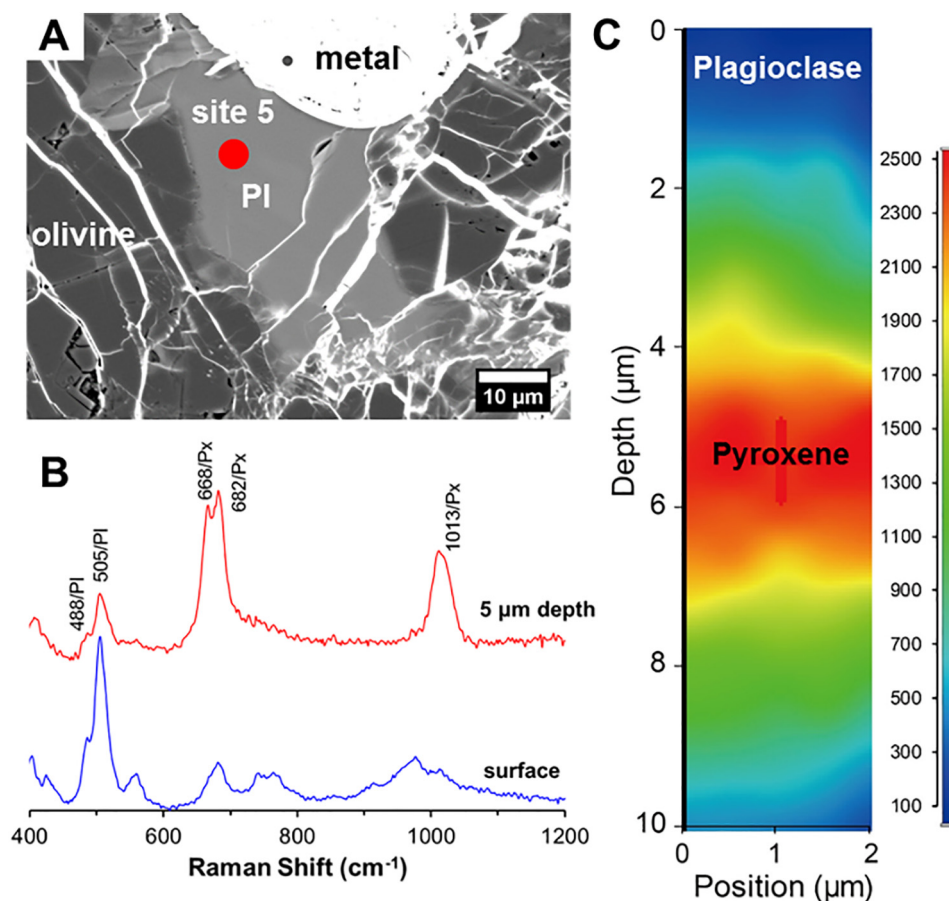 A
metal
site 5
Pl
olivine
10 µm
B
488/Pl
505/Pl
668/Px
682/Px
1013/Px
5 µm depth
surface
400
600
800
1000
1200
Raman Shift (cm⁻¹)
C
Plagioclase
Pyroxene
0
2
4
6
8
10
Depth (µm)
0
1
2
Position (µm)
2500
2300
2100
1900
1700
1500
1300
1100
900
700
500
300
100